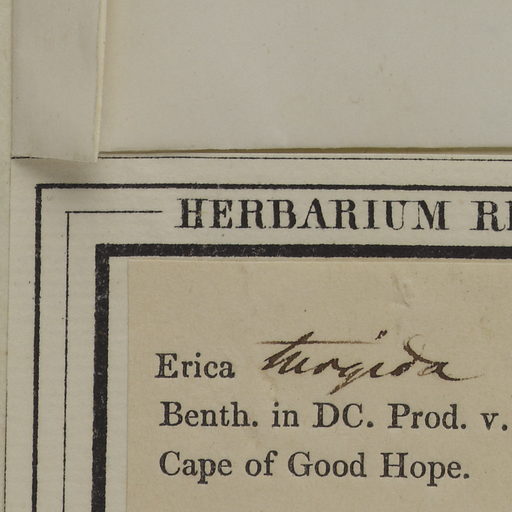 HERBARIUM
Erica turgida
Benth. in DC. Prod. v.
Cape of Good Hope.